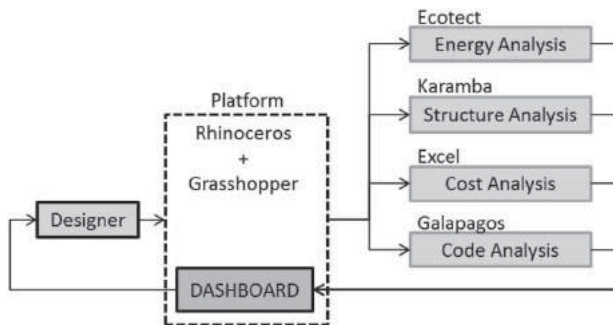 Ecotect
Energy Analysis
Karamba
Structure Analysis
Platform
Rhinoceros
+
Grasshopper
Excel
Cost Analysis
Designer
Galapagos
Code Analysis
DASHBOARD